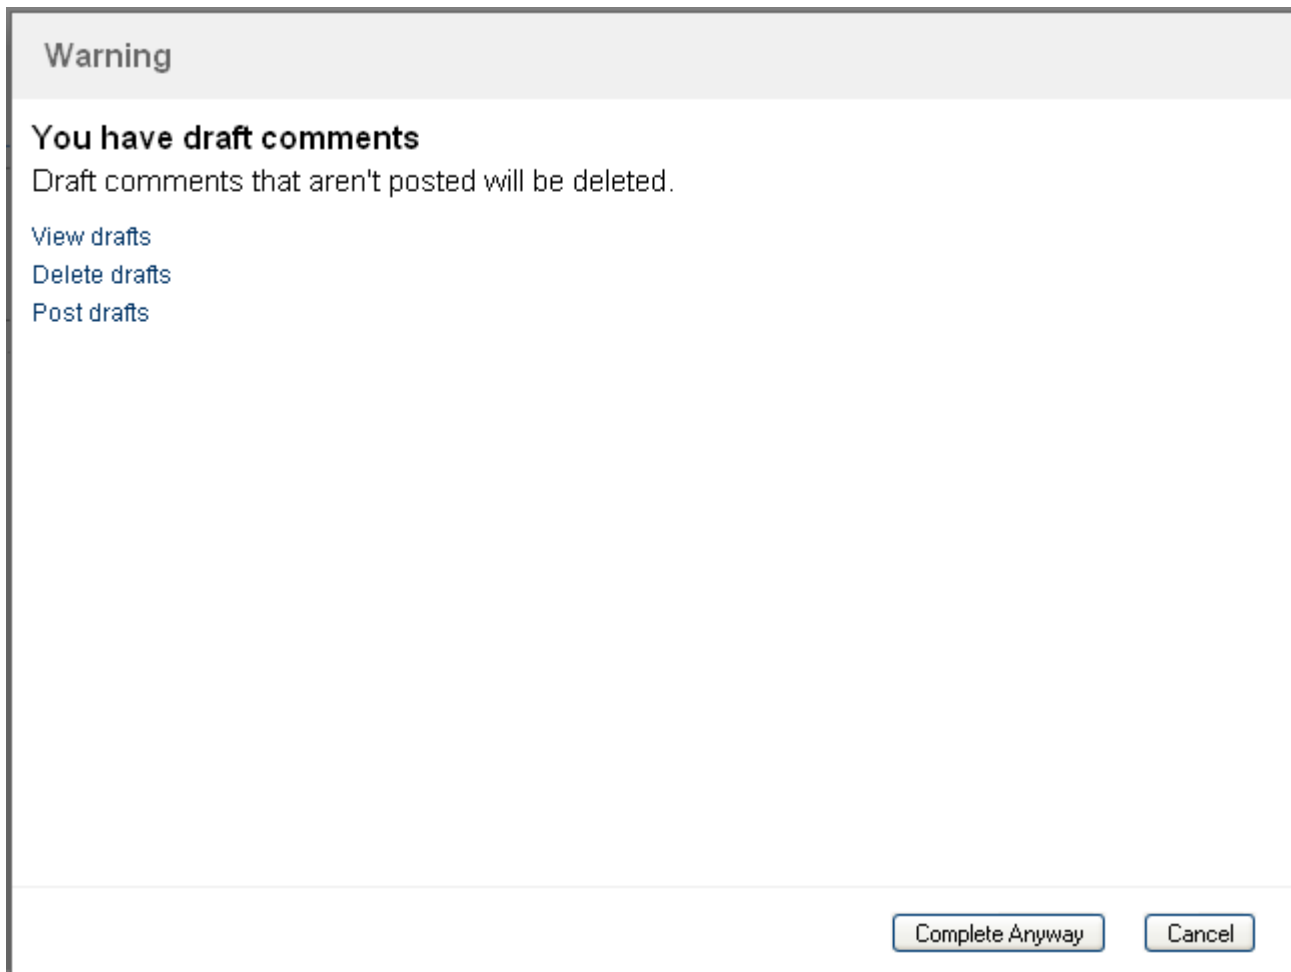 Warning
You have draft comments
Draft comments that aren't posted will be deleted.
View drafts
Delete drafts
Post drafts
Complete Anyway Cancel